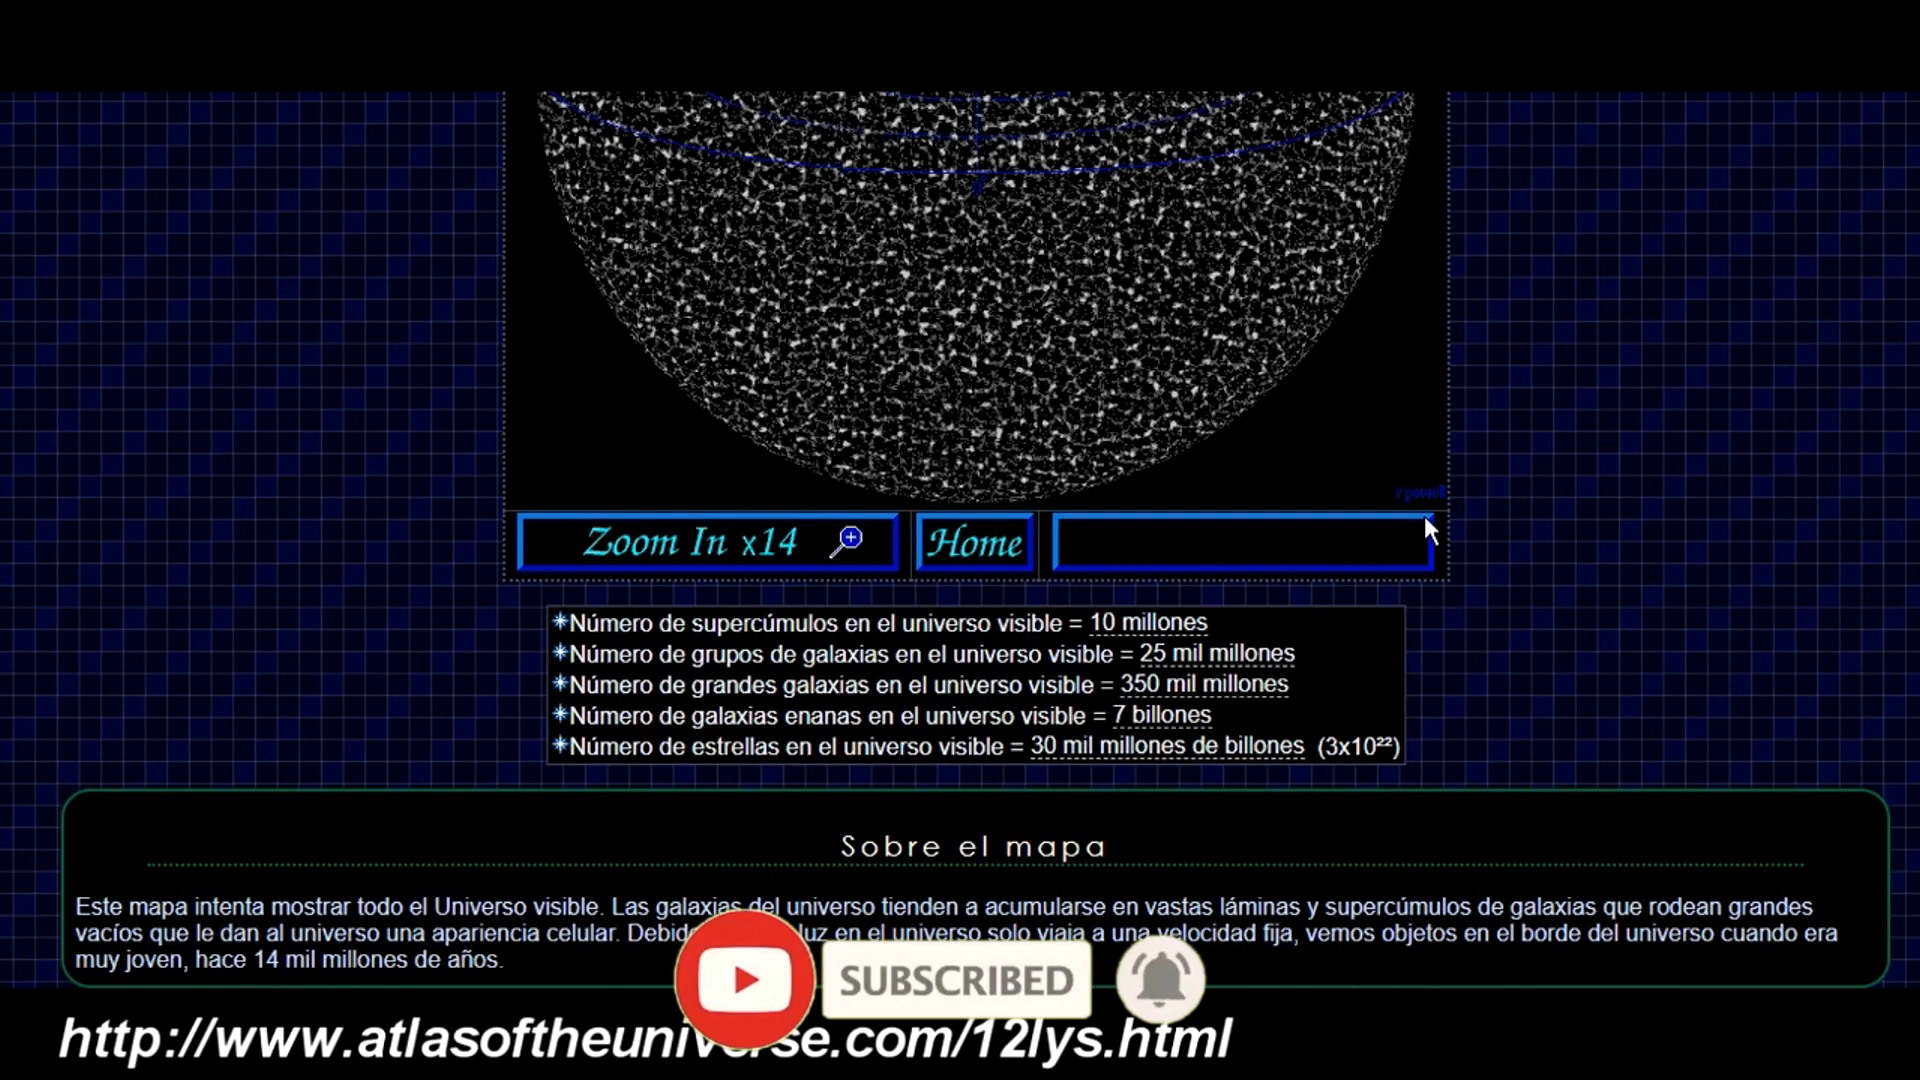 r powell
Zoom In x14
Home
Número de supercúmulos en el universo visible = 10 millones
Número de grupos de galaxias en el universo visible = 25 mil millones
Número de grandes galaxias en el universo visible = 350 mil millones
Número de galaxias enanas en el universo visible = 7 billones
Número de estrellas en el universo visible = 30 mil millones de billones (3x10²²)
Sobre el mapa
Este mapa intenta mostrar todo el Universo visible. Las galaxias del universo tienden a acumularse en vastas láminas y supercúmulos de galaxias que rodean grandes
vacíos que le dan al universo una apariencia celular. luz en el universo solo viaja a una velocidad fija, vemos objetos en el borde del universo cuando era
muy joven, hace 14 mil millones de años.
SUBSCRIBED
http://www.atlasoftheuniverse.com/12lys.html